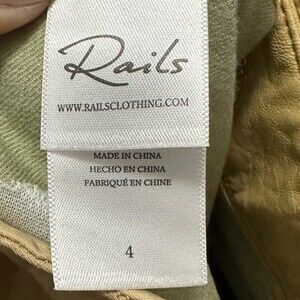 Rails
WWW.RAILSCLOTHING.COM
MADE IN CHINA
HECHO EN CHINA
FABRIQUÉ EN CHINE
4